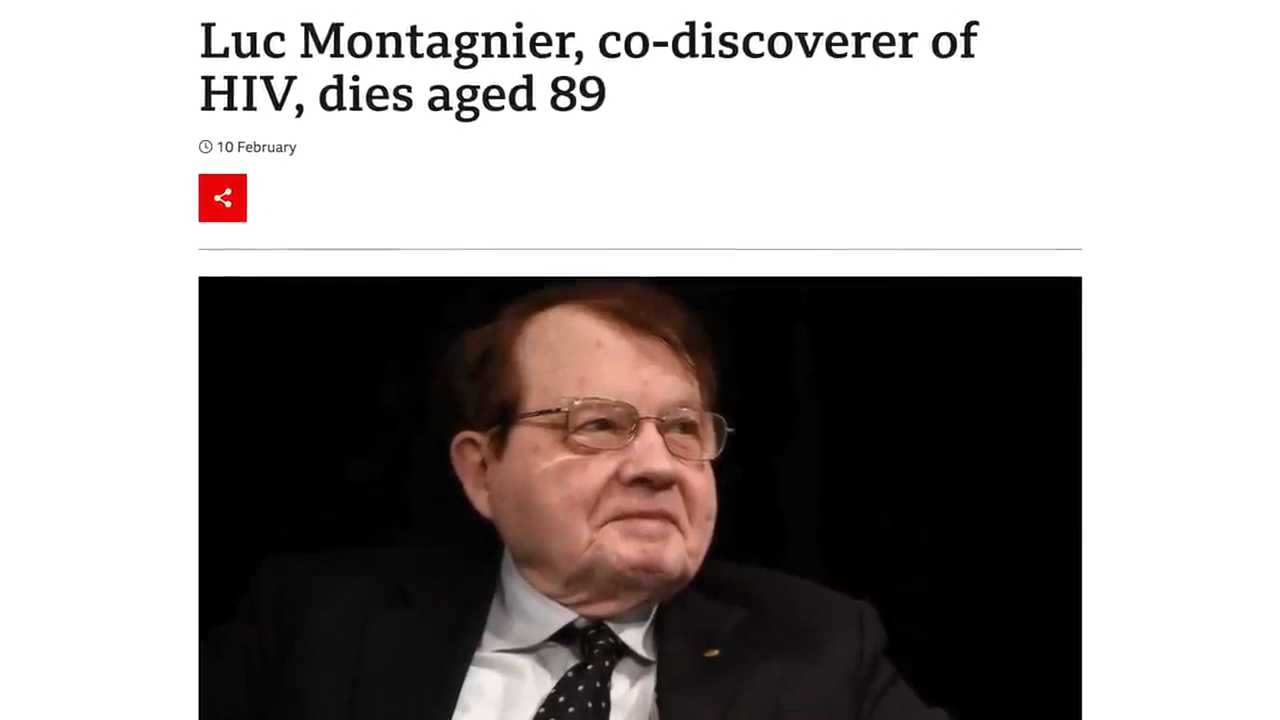 Luc Montagnier, co-discoverer of
HIV, dies aged 89
10 February